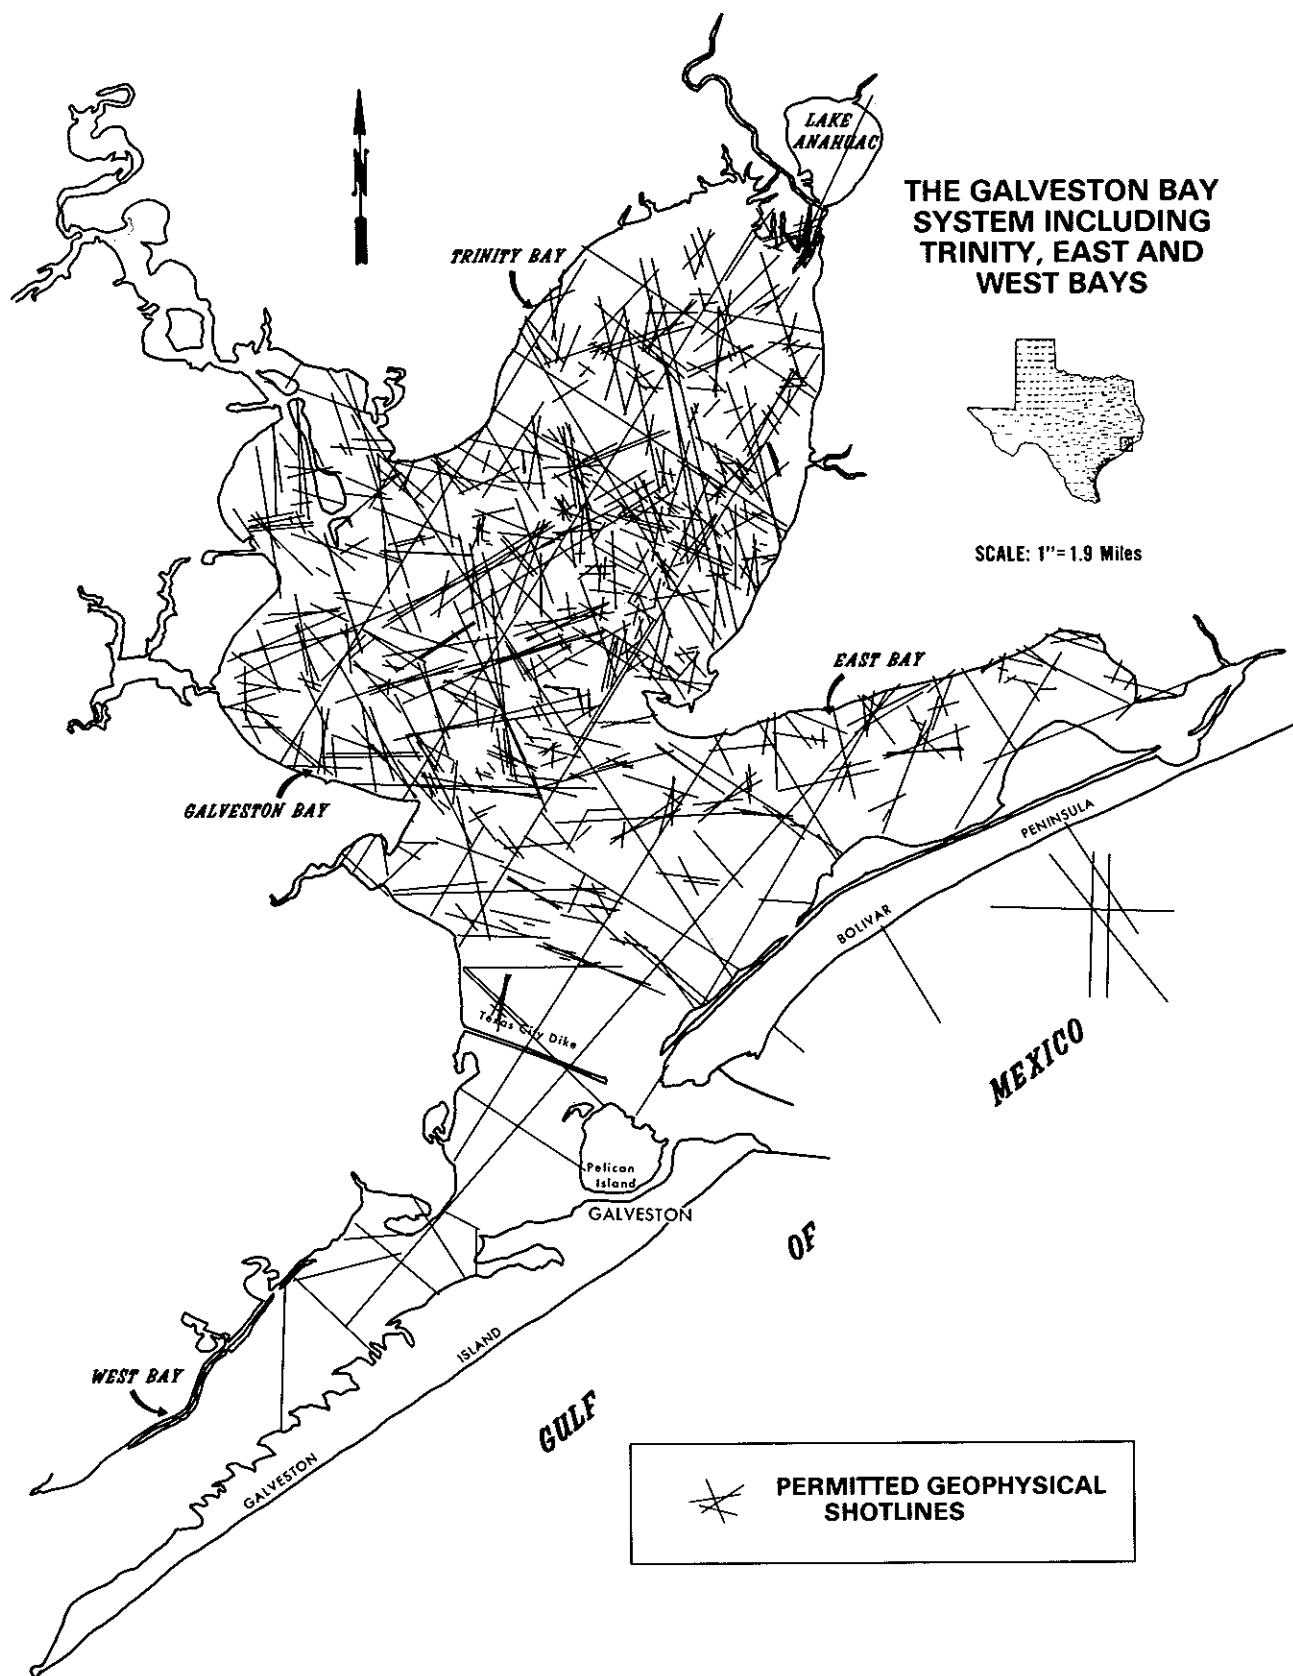 LAKE
ANAHUAC
N
THE GALVESTON BAY
SYSTEM INCLUDING
TRINITY, EAST AND
WEST BAYS
TRINITY BAY
SCALE: 1"=1.9 Miles
EAST BAY
GALVESTON BAY
PENINSULA
BOLIVAR
Texas City Dike
MEXICO
Pelican
Island
GALVESTON
OF
ISLAND
WEST BAY
GULF
GALVESTON
PERMITTED GEOPHYSICAL
SHOTLINES